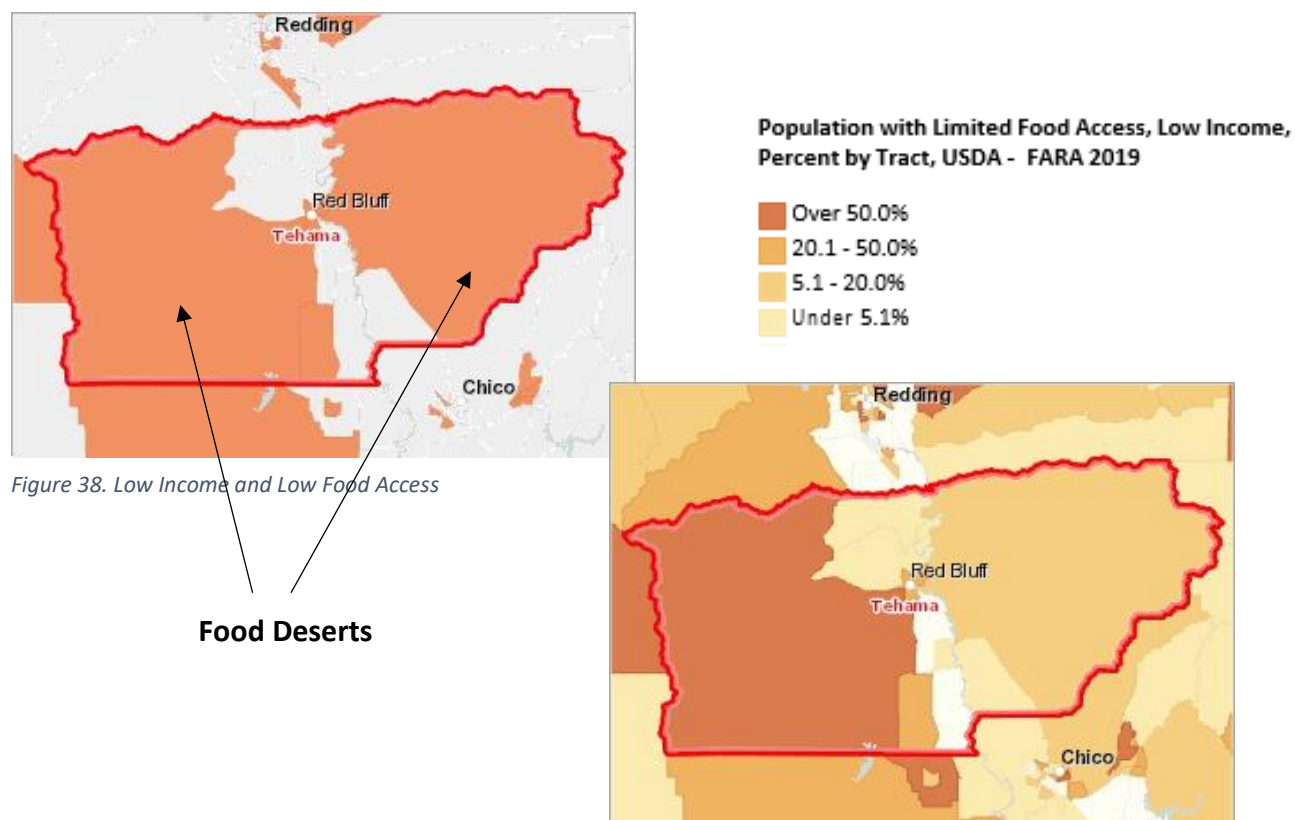 Redding
Red Bluff
Tehama
Chico
Figure 38. Low Income and Low Food Access
Food Deserts
Population with Limited Food Access, Low Income,
Percent by Tract, USDA - FARA 2019
Over 50.0%
20.1 - 50.0%
5.1 - 20.0%
Under 5.1%
Redding
Red Bluff
Tehama
Chico